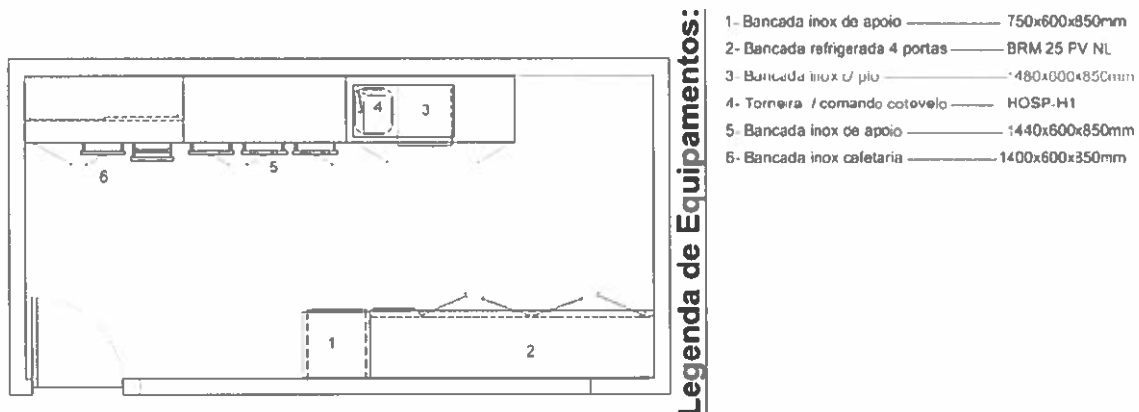 Legenda de Equipamentos:
1- Bancada inox de apoio 750x600x850mm
2- Bancada refrigerada 4 portas BRM 25 PV NL
3- Bancada inox c/ pio 1480x600x850mm
4- Torneira / comando cotovelo HOSP-H1
5- Bancada inox de apoio 1440x600x850mm
6- Bancada inox cafetaria 1400x600x850mm
4
3
6
5
1
2